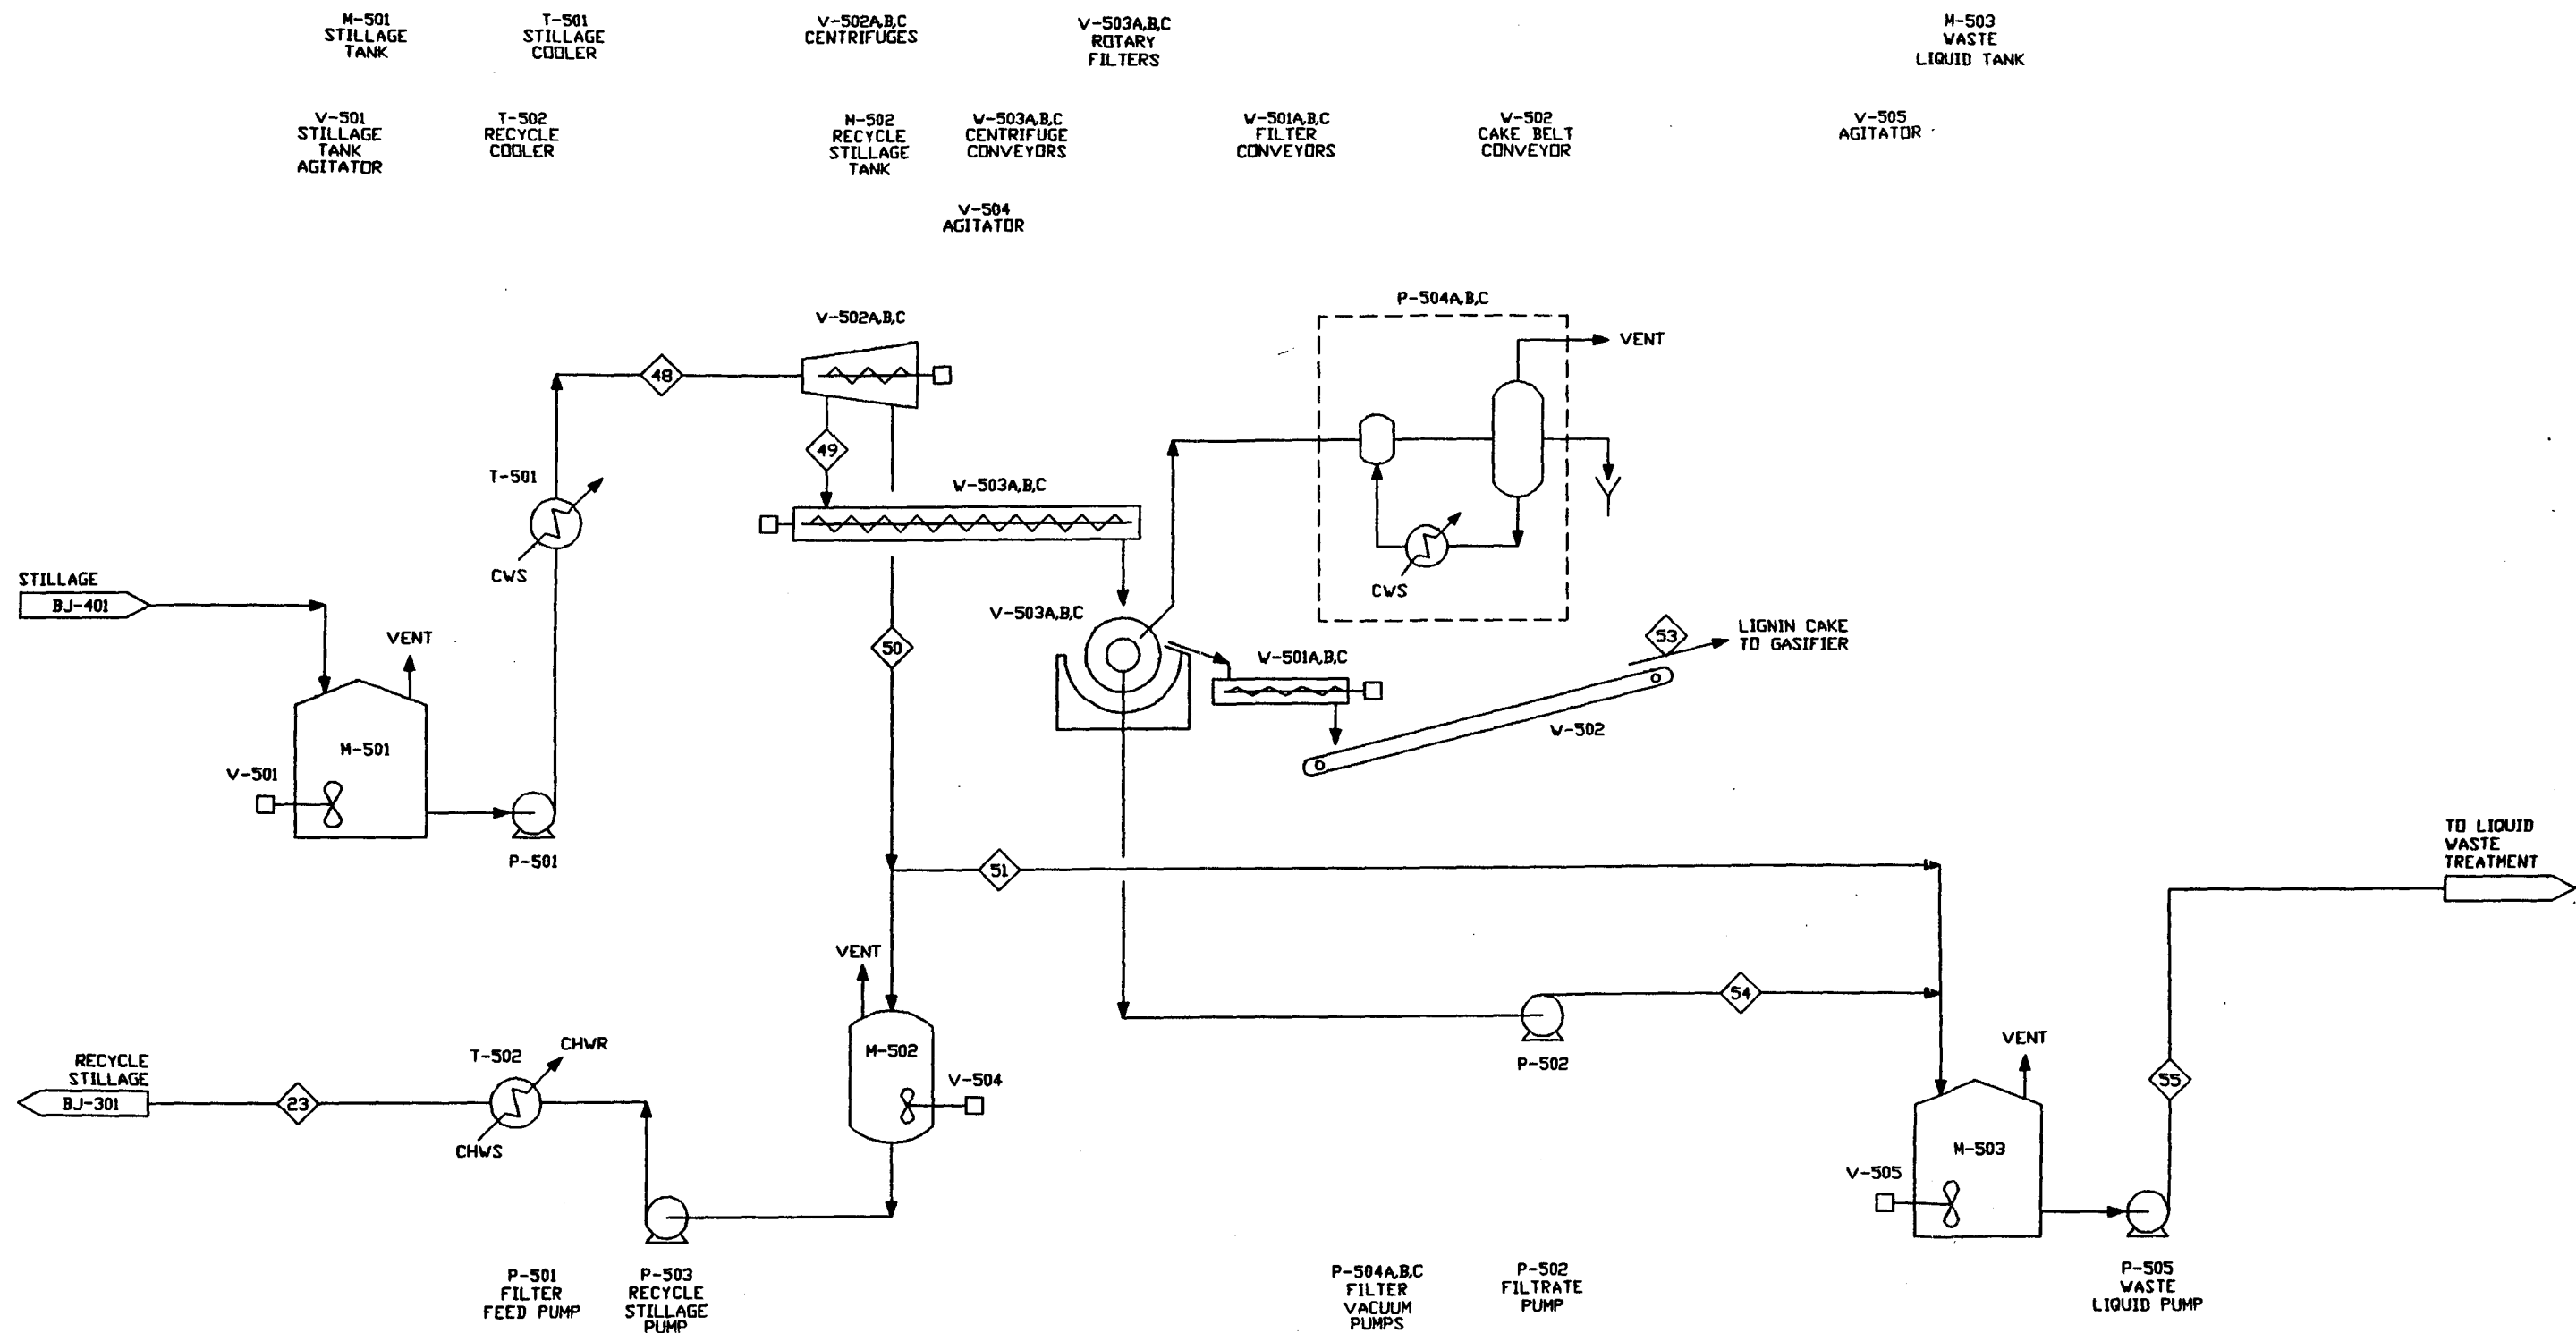 M-501
STILLAGE
TANK
T-501
STILLAGE
COOLER
V-502A,B,C
CENTRIFUGES
V-503A,B,C
ROTARY
FILTERS
M-503
WASTE
LIQUID TANK
V-501
STILLAGE
TANK
AGITATOR
T-502
RECYCLE
COOLER
M-502
RECYCLE
STILLAGE
TANK
W-503A,B,C
CENTRIFUGE
CONVEYORS
W-501A,B,C
FILTER
CONVEYORS
W-502
CAKE BELT
CONVEYOR
V-505
AGITATOR
V-504
AGITATOR
P-504A,B,C
V-502A,B,C
VENT
48
49
T-501
W-503A,B,C
CWS
CWS
STILLAGE
BJ-401
V-503A,B,C
VENT
50
53
LIGNIN CAKE
TO GASIFIER
W-501A,B,C
W-502
M-501
V-501
P-501
51
TO LIQUID
WASTE
TREATMENT
VENT
54
M-502
P-502
VENT
RECYCLE
STILLAGE
BJ-301
23
T-502
CHWR
CHWS
V-504
55
M-503
V-505
P-501
FILTER
FEED PUMP
P-503
RECYCLE
STILLAGE
PUMP
P-504A,B,C
FILTER
VACUUM
PUMPS
P-502
FILTRATE
PUMP
P-505
WASTE
LIQUID PUMP